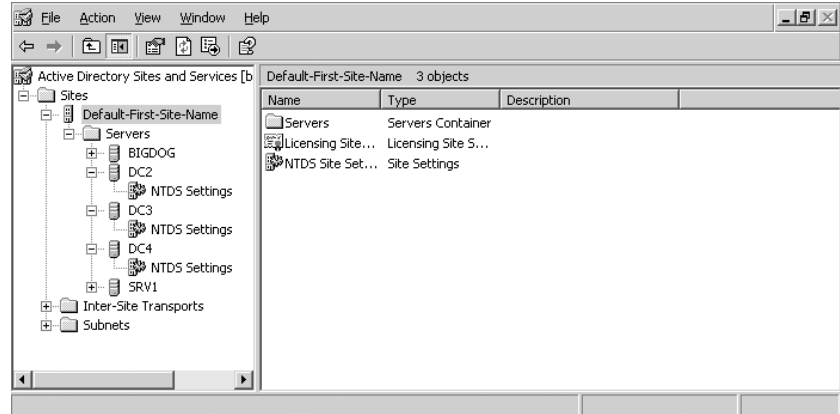 File Action View Window Help
Active Directory Sites and Services [b
Sites
Default-First-Site-Name
Servers
BIGDOG
DC2
NTDS Settings
DC3
NTDS Settings
DC4
NTDS Settings
SRV1
Inter-Site Transports
Subnets
Default-First-Site-Name 3 objects
Name Type Description
Servers Servers Container
Licensing Site... Licensing Site S...
NTDS Site Set... Site Settings